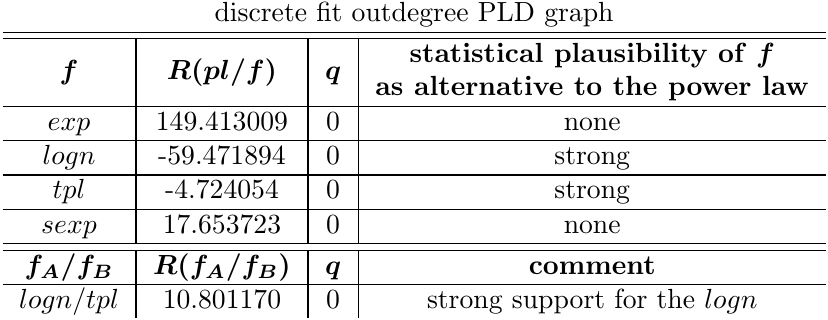 discrete fit outdegree PLD graph
f R(pl/f) q statistical plausibility of f as alternative to the power law
exp 149.413009 0 none
logn -59.471894 0 strong
tpl -4.724054 0 strong
sexp 17.653723 0 none
f_A/f_B R(f_A/f_B) q comment
logn/tpl 10.801170 0 strong support for the logn